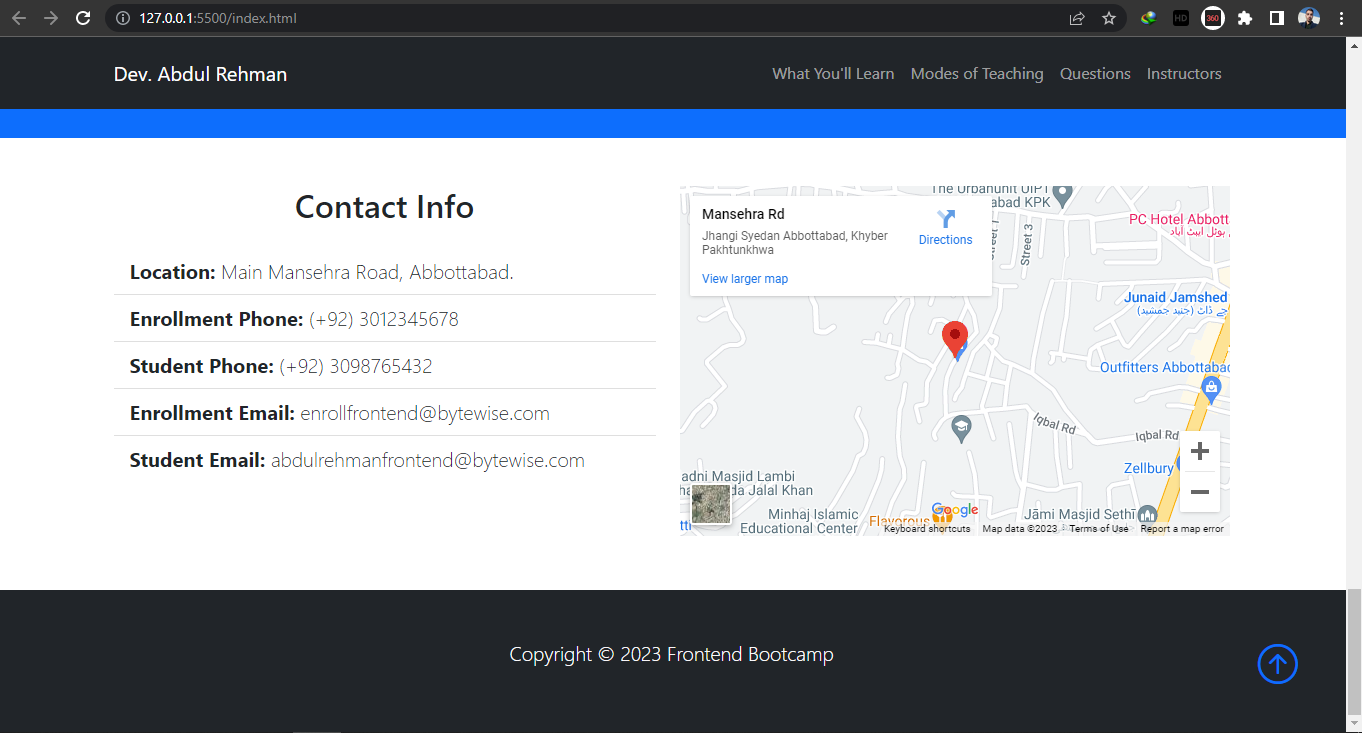 127.0.0.1:5500/index.html
HD
360
Dev. Abdul Rehman
What You'll Learn
Modes of Teaching
Questions
Instructors
Contact Info
Location: Main Mansehra Road, Abbottabad.
Enrollment Phone: (+92) 3012345678
Student Phone: (+92) 3098765432
Enrollment Email: enrollfrontend@bytewise.com
Student Email: abdulrehmanfrontend@bytewise.com
Mansehra Rd
Jhangi Syedan Abbottabad, Khyber
Pakhtunkhwa
Directions
View larger map
The Urbanunit UIPT
abad KPK
Street 3
PC Hotel Abbott
Junaid Jamshed
Outfitters Abbottabad
Iqbal Rd
Iqbal Rd
Zellbury
adni Masjid Lambi
da Jalal Khan
Minhaj Islamic
Educational Center
Flavorous
Google
Jāmi Masjid Sethī
Keyboard shortcuts
Map data ©2023
Terms of Use
Report a map error
Copyright © 2023 Frontend Bootcamp